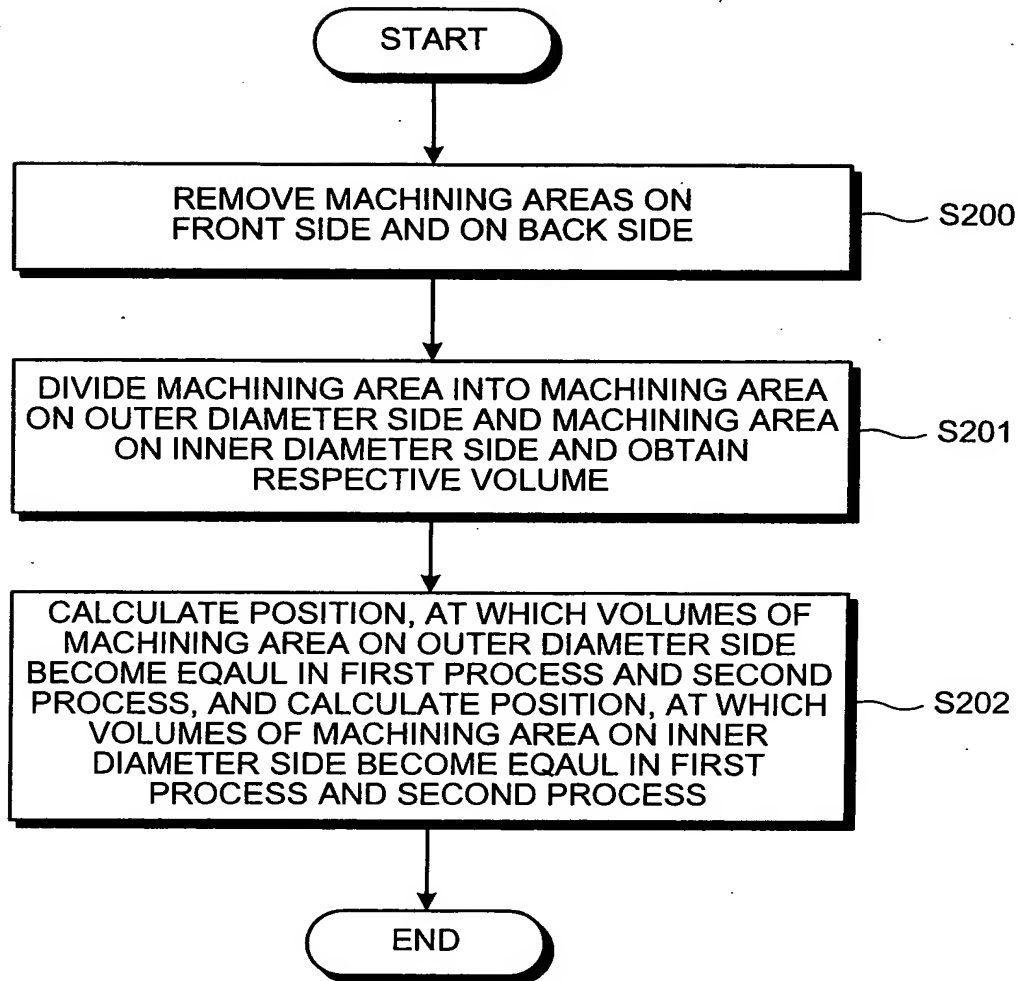 START
REMOVE MACHINING AREAS ON
FRONT SIDE AND ON BACK SIDE
S200
DIVIDE MACHINING AREA INTO MACHINING AREA
ON OUTER DIAMETER SIDE AND MACHINING AREA
ON INNER DIAMETER SIDE AND OBTAIN
RESPECTIVE VOLUME
S201
CALCULATE POSITION, AT WHICH VOLUMES OF
MACHINING AREA ON OUTER DIAMETER SIDE
BECOME EQAUL IN FIRST PROCESS AND SECOND
PROCESS, AND CALCULATE POSITION, AT WHICH
VOLUMES OF MACHINING AREA ON INNER
DIAMETER SIDE BECOME EQAUL IN FIRST
PROCESS AND SECOND PROCESS
S202
END